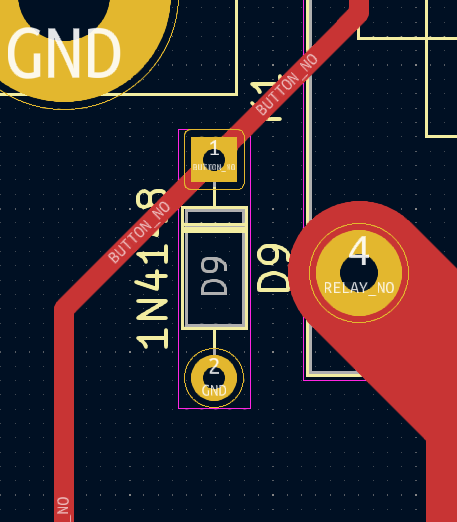 GND
BUTTON_NO
1
BUTTON_NO
BUTTON_NO
1N4148
D9
D9
4
RELAY_NO
2
GND
_NO